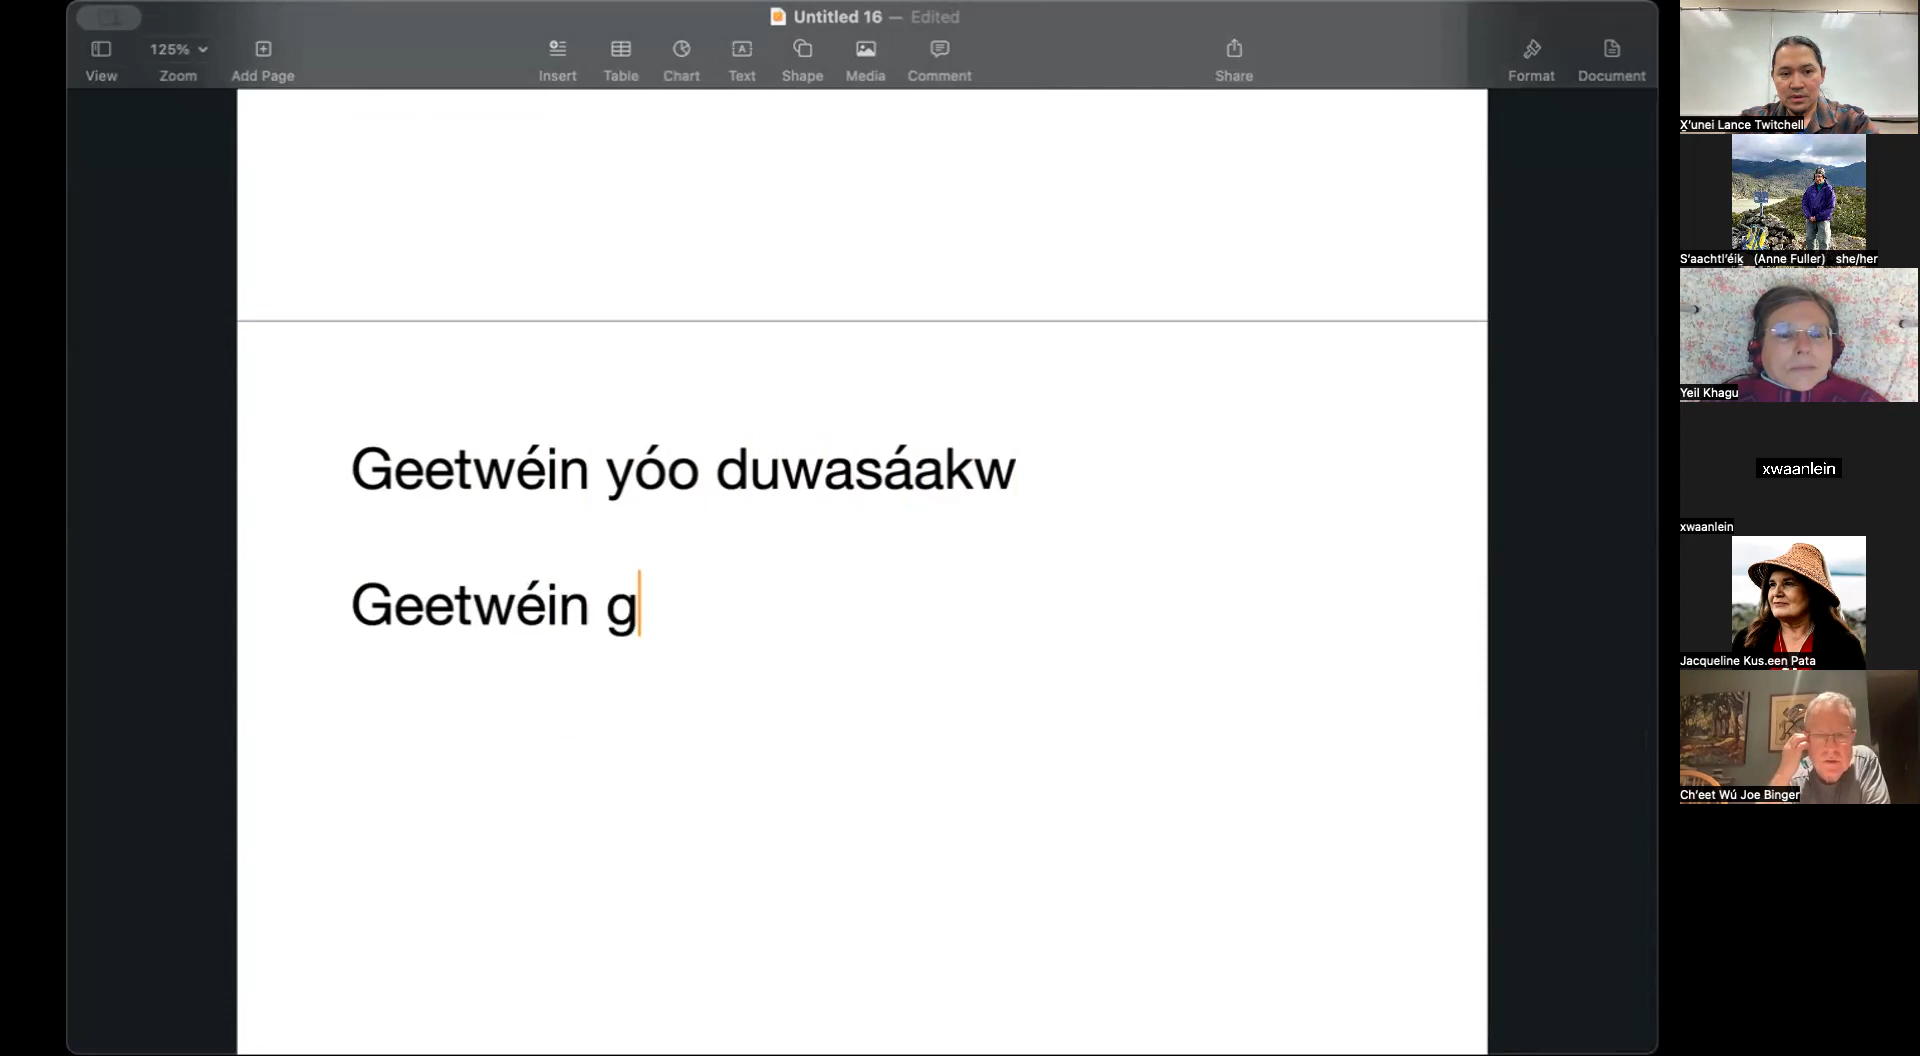 Untitled 16 — Edited
125%
View
Zoom
Add Page
Insert
Table
Chart
Text
Shape
Media
Comment
Share
Format
Document
Geetwéin yóo duwasáakw
Geetwéin g
X̱’unei Lance Twitchell
S’aachtl’éiḵ (Anne Fuller) she/her
Yeil Khagu
xwaanlein
xwaanlein
Jacqueline Kus.een Pata
Ch’eet Wú Joe Binger